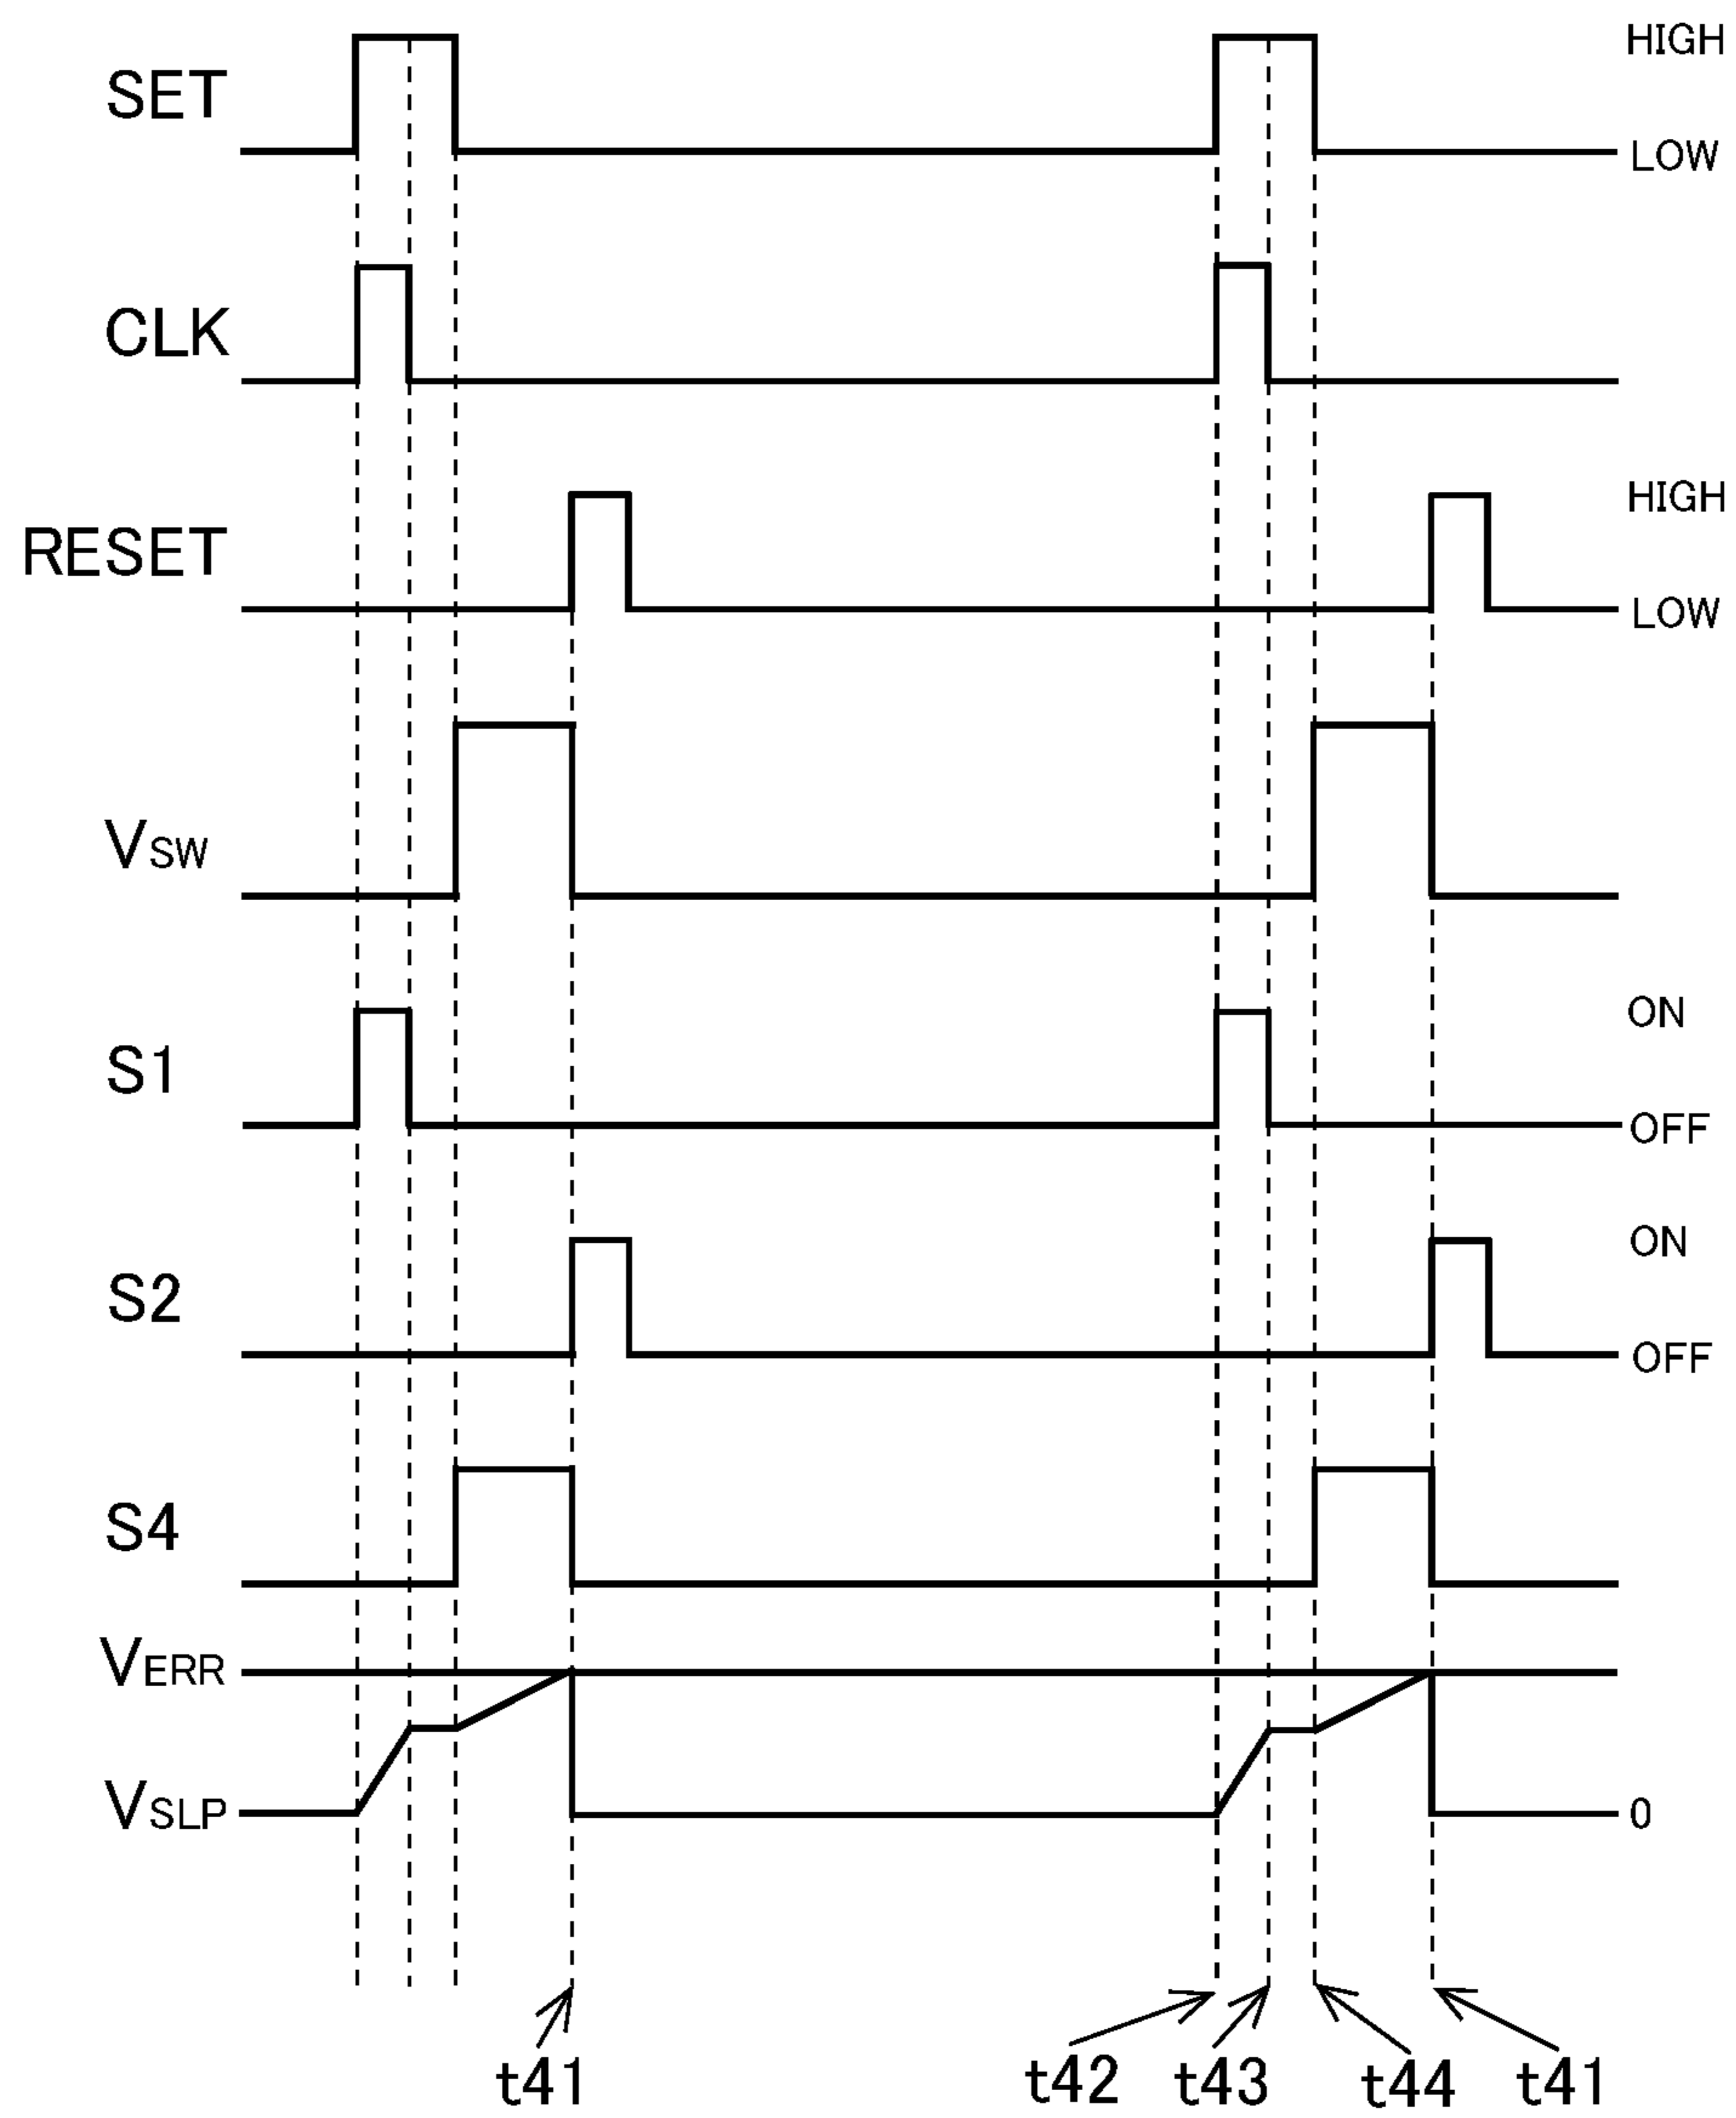 HIGH
SET
LOW
CLK
HIGH
RESET
LOW
VSW
ON
S1
OFF
ON
S2
OFF
S4
VERR
VSLP 0
t41 t42 t43 t44 t41